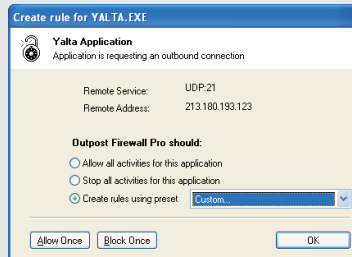 Create rule for YALTA.EXE
Yalta Application
Application is requesting an outbound connection
Remote Service: UDP:21
Remote Address: 213.180.193.123
Outpost Firewall Pro should:
Allow all activities for this application
Stop all activities for this application
Create rules using preset Custom...
Allow Once Block Once OK